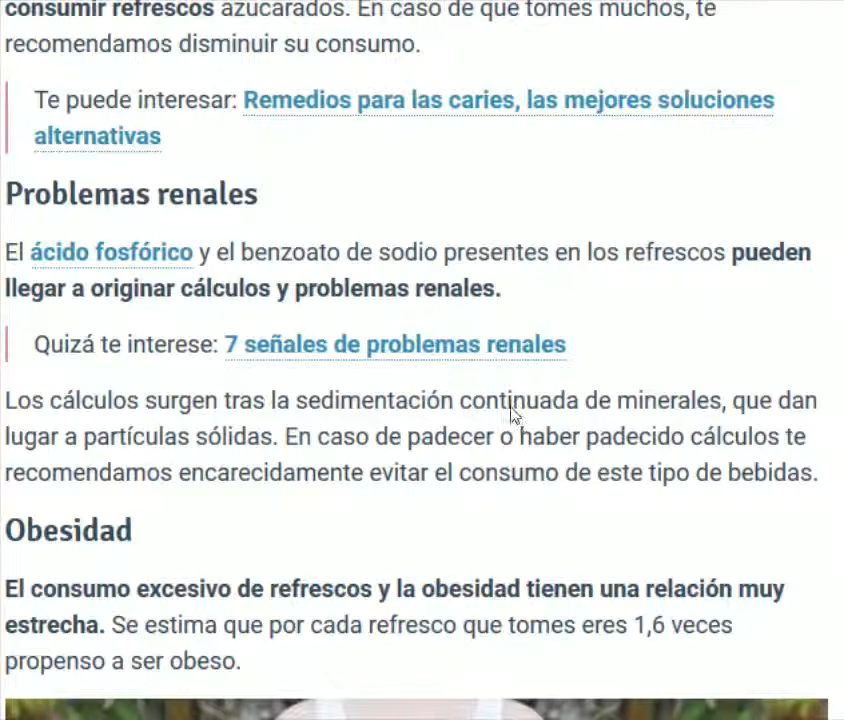 consumir refrescos azucarados. En caso de que tomes muchos, te
recomendamos disminuir su consumo.
Te puede interesar: Remedios para las caries, las mejores soluciones
alternativas
Problemas renales
El ácido fosfórico y el benzoato de sodio presentes en los refrescos pueden
llegar a originar cálculos y problemas renales.
Quizá te interese: 7 señales de problemas renales
Los cálculos surgen tras la sedimentación continuada de minerales, que dan
lugar a partículas sólidas. En caso de padecer o haber padecido cálculos te
recomendamos encarecidamente evitar el consumo de este tipo de bebidas.
Obesidad
El consumo excesivo de refrescos y la obesidad tienen una relación muy
estrecha. Se estima que por cada refresco que tomes eres 1,6 veces
propenso a ser obeso.